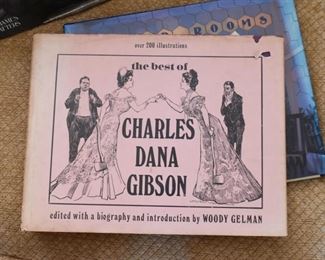 ROOMS
over 200 illustrations
the best of
CHARLES
DANA
GIBSON
edited with a biography and introduction by WOODY GELMAN